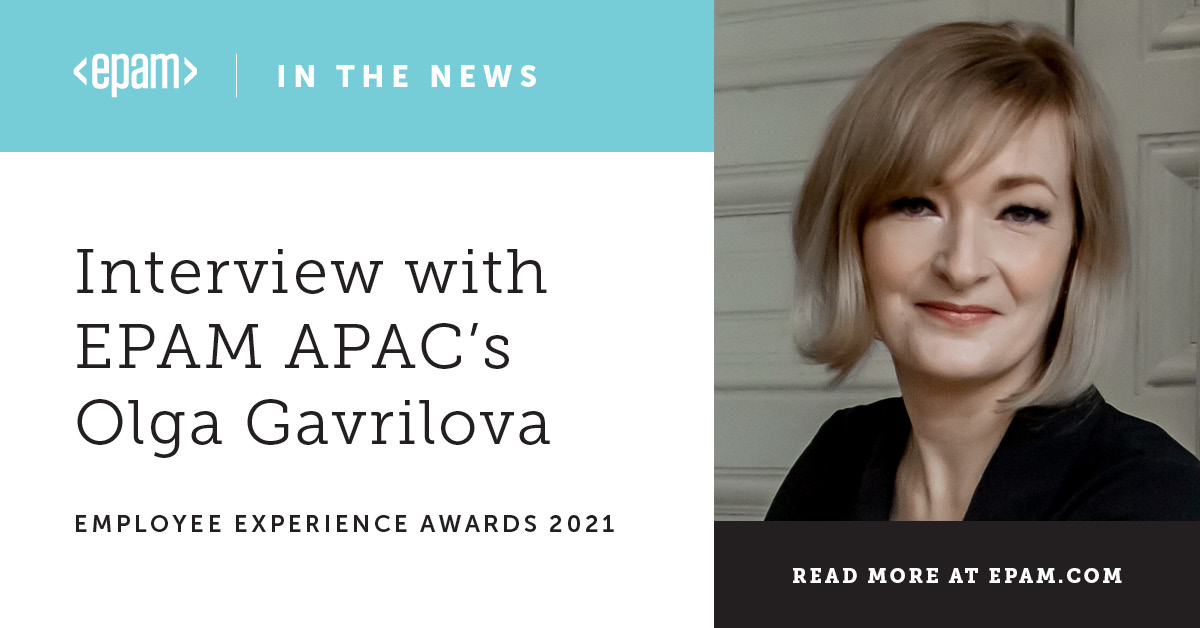 <epam> | IN THE NEWS
Interview with
EPAM APAC’s
Olga Gavrilova
EMPLOYEE EXPERIENCE AWARDS 2021
READ MORE AT EPAM.COM